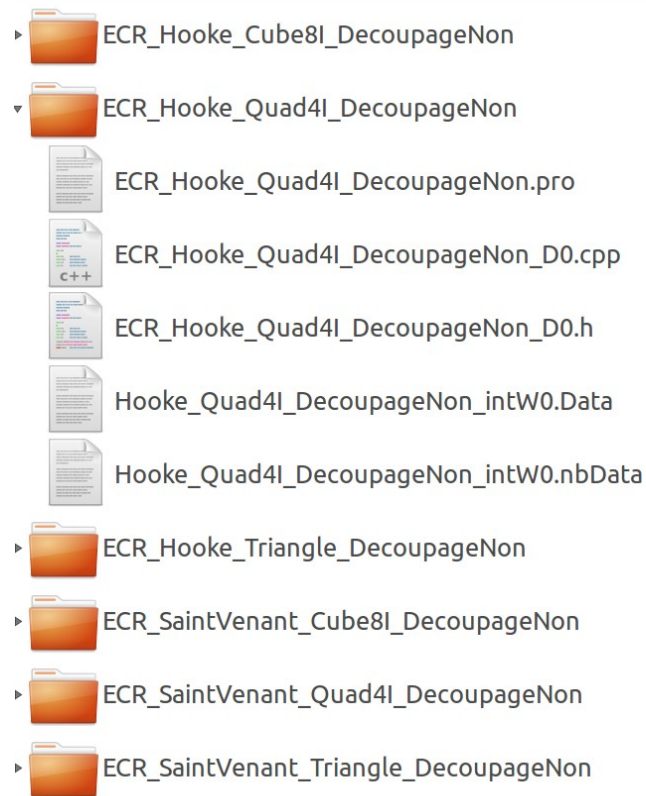 ECR_Hooke_Cube8I_DecoupageNon
ECR_Hooke_Quad4I_DecoupageNon
ECR_Hooke_Quad4I_DecoupageNon.pro
ECR_Hooke_Quad4I_DecoupageNon_D0.cpp
c++
ECR_Hooke_Quad4I_DecoupageNon_D0.h
Hooke_Quad4I_DecoupageNon_intW0.Data
Hooke_Quad4I_DecoupageNon_intW0.nbData
ECR_Hooke_Triangle_DecoupageNon
ECR_SaintVenant_Cube8I_DecoupageNon
ECR_SaintVenant_Quad4I_DecoupageNon
ECR_SaintVenant_Triangle_DecoupageNon